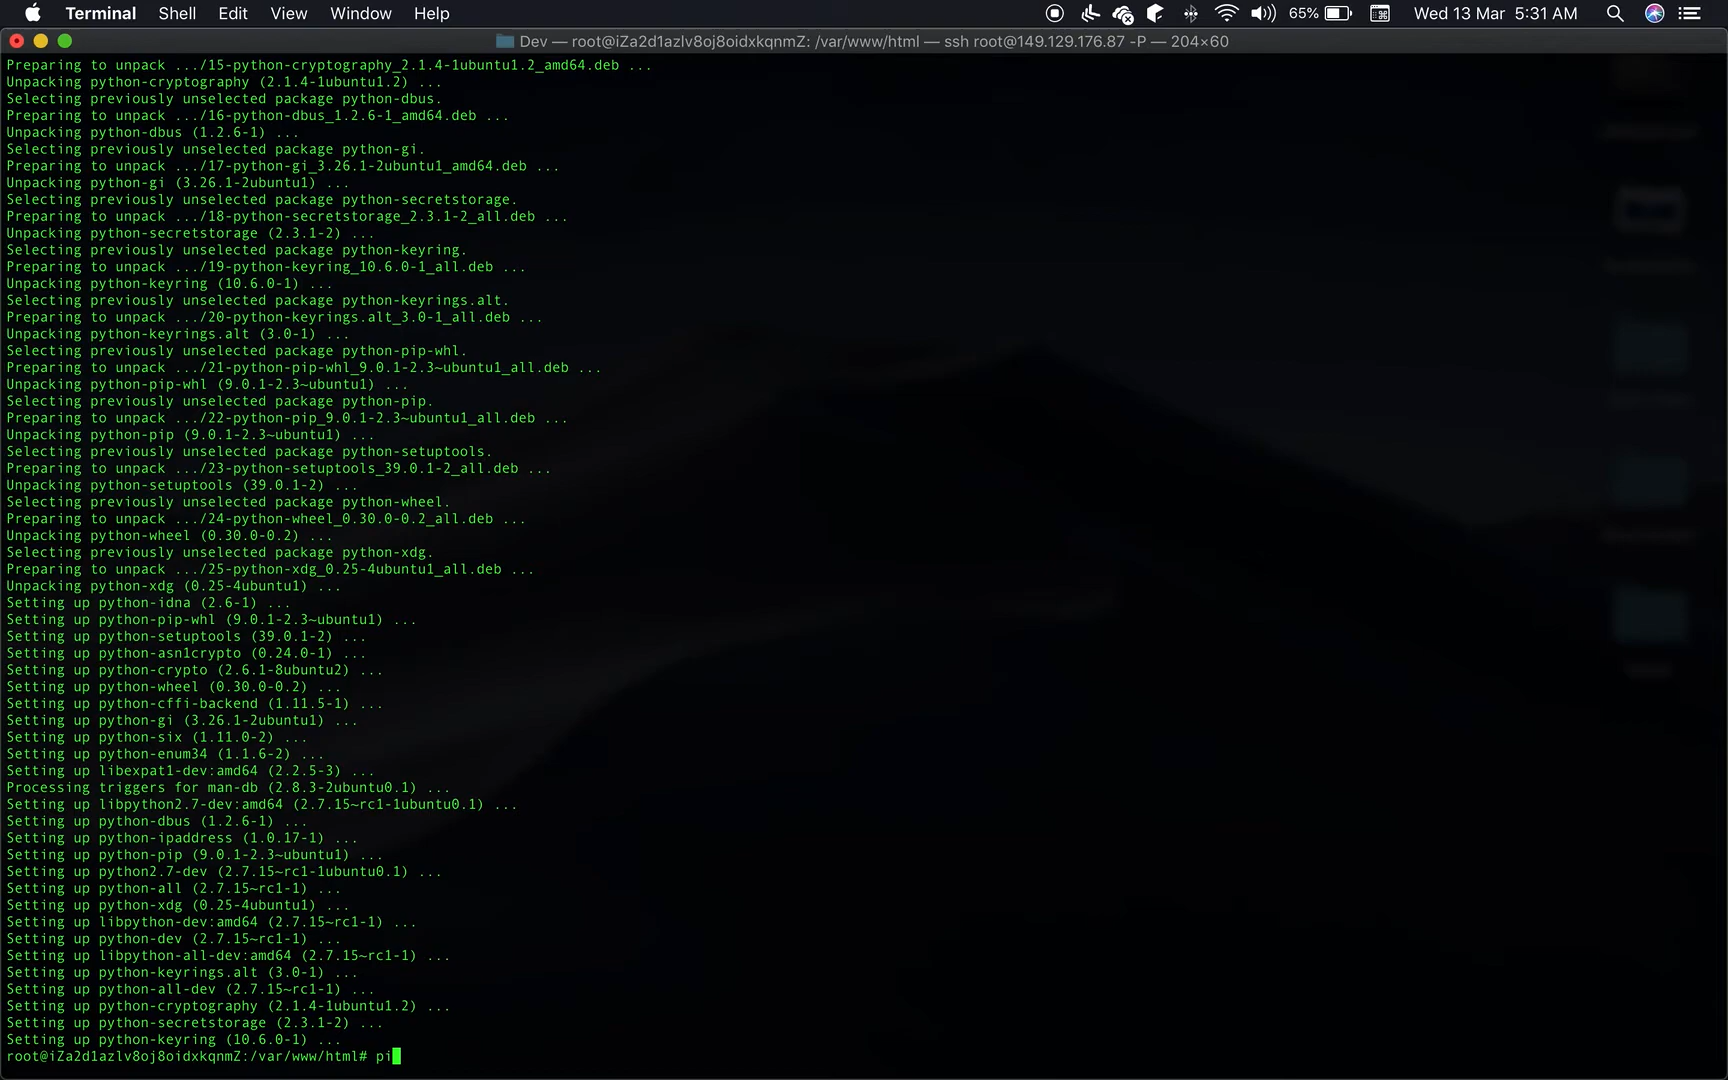 Terminal Shell Edit View Window Help 65% Wed 13 Mar 5:31 AM
Dev — root@iZa2d1azlv8oj8oidxkqnmZ: /var/www/html — ssh root@149.129.176.87 -P — 204×60
Preparing to unpack .../15-python-cryptography_2.1.4-1ubuntu1.2_amd64.deb ...
Unpacking python-cryptography (2.1.4-1ubuntu1.2) ...
Selecting previously unselected package python-dbus.
Preparing to unpack .../16-python-dbus_1.2.6-1_amd64.deb ...
Unpacking python-dbus (1.2.6-1) ...
Selecting previously unselected package python-gi.
Preparing to unpack .../17-python-gi_3.26.1-2ubuntu1_amd64.deb ...
Unpacking python-gi (3.26.1-2ubuntu1) ...
Selecting previously unselected package python-secretstorage.
Preparing to unpack .../18-python-secretstorage_2.3.1-2_all.deb ...
Unpacking python-secretstorage (2.3.1-2) ...
Selecting previously unselected package python-keyring.
Preparing to unpack .../19-python-keyring_10.6.0-1_all.deb ...
Unpacking python-keyring (10.6.0-1) ...
Selecting previously unselected package python-keyrings.alt.
Preparing to unpack .../20-python-keyrings.alt_3.0-1_all.deb ...
Unpacking python-keyrings.alt (3.0-1) ...
Selecting previously unselected package python-pip-whl.
Preparing to unpack .../21-python-pip-whl_9.0.1-2.3~ubuntu1_all.deb ...
Unpacking python-pip-whl (9.0.1-2.3~ubuntu1) ...
Selecting previously unselected package python-pip.
Preparing to unpack .../22-python-pip_9.0.1-2.3~ubuntu1_all.deb ...
Unpacking python-pip (9.0.1-2.3~ubuntu1) ...
Selecting previously unselected package python-setuptools.
Preparing to unpack .../23-python-setuptools_39.0.1-2_all.deb ...
Unpacking python-setuptools (39.0.1-2) ...
Selecting previously unselected package python-wheel.
Preparing to unpack .../24-python-wheel_0.30.0-0.2_all.deb ...
Unpacking python-wheel (0.30.0-0.2) ...
Selecting previously unselected package python-xdg.
Preparing to unpack .../25-python-xdg_0.25-4ubuntu1_all.deb ...
Unpacking python-xdg (0.25-4ubuntu1) ...
Setting up python-idna (2.6-1) ...
Setting up python-pip-whl (9.0.1-2.3~ubuntu1) ...
Setting up python-setuptools (39.0.1-2) ...
Setting up python-asn1crypto (0.24.0-1) ...
Setting up python-crypto (2.6.1-8ubuntu2) ...
Setting up python-wheel (0.30.0-0.2) ...
Setting up python-cffi-backend (1.11.5-1) ...
Setting up python-gi (3.26.1-2ubuntu1) ...
Setting up python-six (1.11.0-2) ...
Setting up python-enum34 (1.1.6-2) ...
Setting up libexpat1-dev:amd64 (2.2.5-3) ...
Processing triggers for man-db (2.8.3-2ubuntu0.1) ...
Setting up libpython2.7-dev:amd64 (2.7.15~rc1-1ubuntu0.1) ...
Setting up python-dbus (1.2.6-1) ...
Setting up python-ipaddress (1.0.17-1) ...
Setting up python-pip (9.0.1-2.3~ubuntu1) ...
Setting up python2.7-dev (2.7.15~rc1-1ubuntu0.1) ...
Setting up python-all (2.7.15~rc1-1) ...
Setting up python-xdg (0.25-4ubuntu1) ...
Setting up libpython-dev:amd64 (2.7.15~rc1-1) ...
Setting up python-dev (2.7.15~rc1-1) ...
Setting up libpython-all-dev:amd64 (2.7.15~rc1-1) ...
Setting up python-keyrings.alt (3.0-1) ...
Setting up python-all-dev (2.7.15~rc1-1) ...
Setting up python-cryptography (2.1.4-1ubuntu1.2) ...
Setting up python-secretstorage (2.3.1-2) ...
Setting up python-keyring (10.6.0-1) ...
root@iZa2d1azlv8oj8oidxkqnmZ:/var/www/html# pi